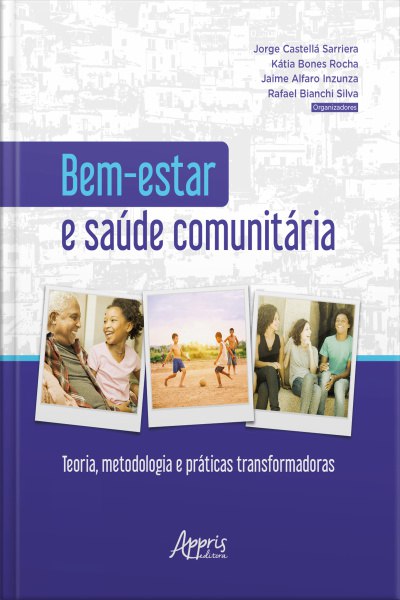 Jorge Castellá Sarriera
Kátia Bones Rocha
Jaime Alfaro Inzunza
Rafael Bianchi Silva
Organizadores
Bem-estar
e saúde comunitária
Teoria, metodologia e práticas transformadoras
Appris
editora